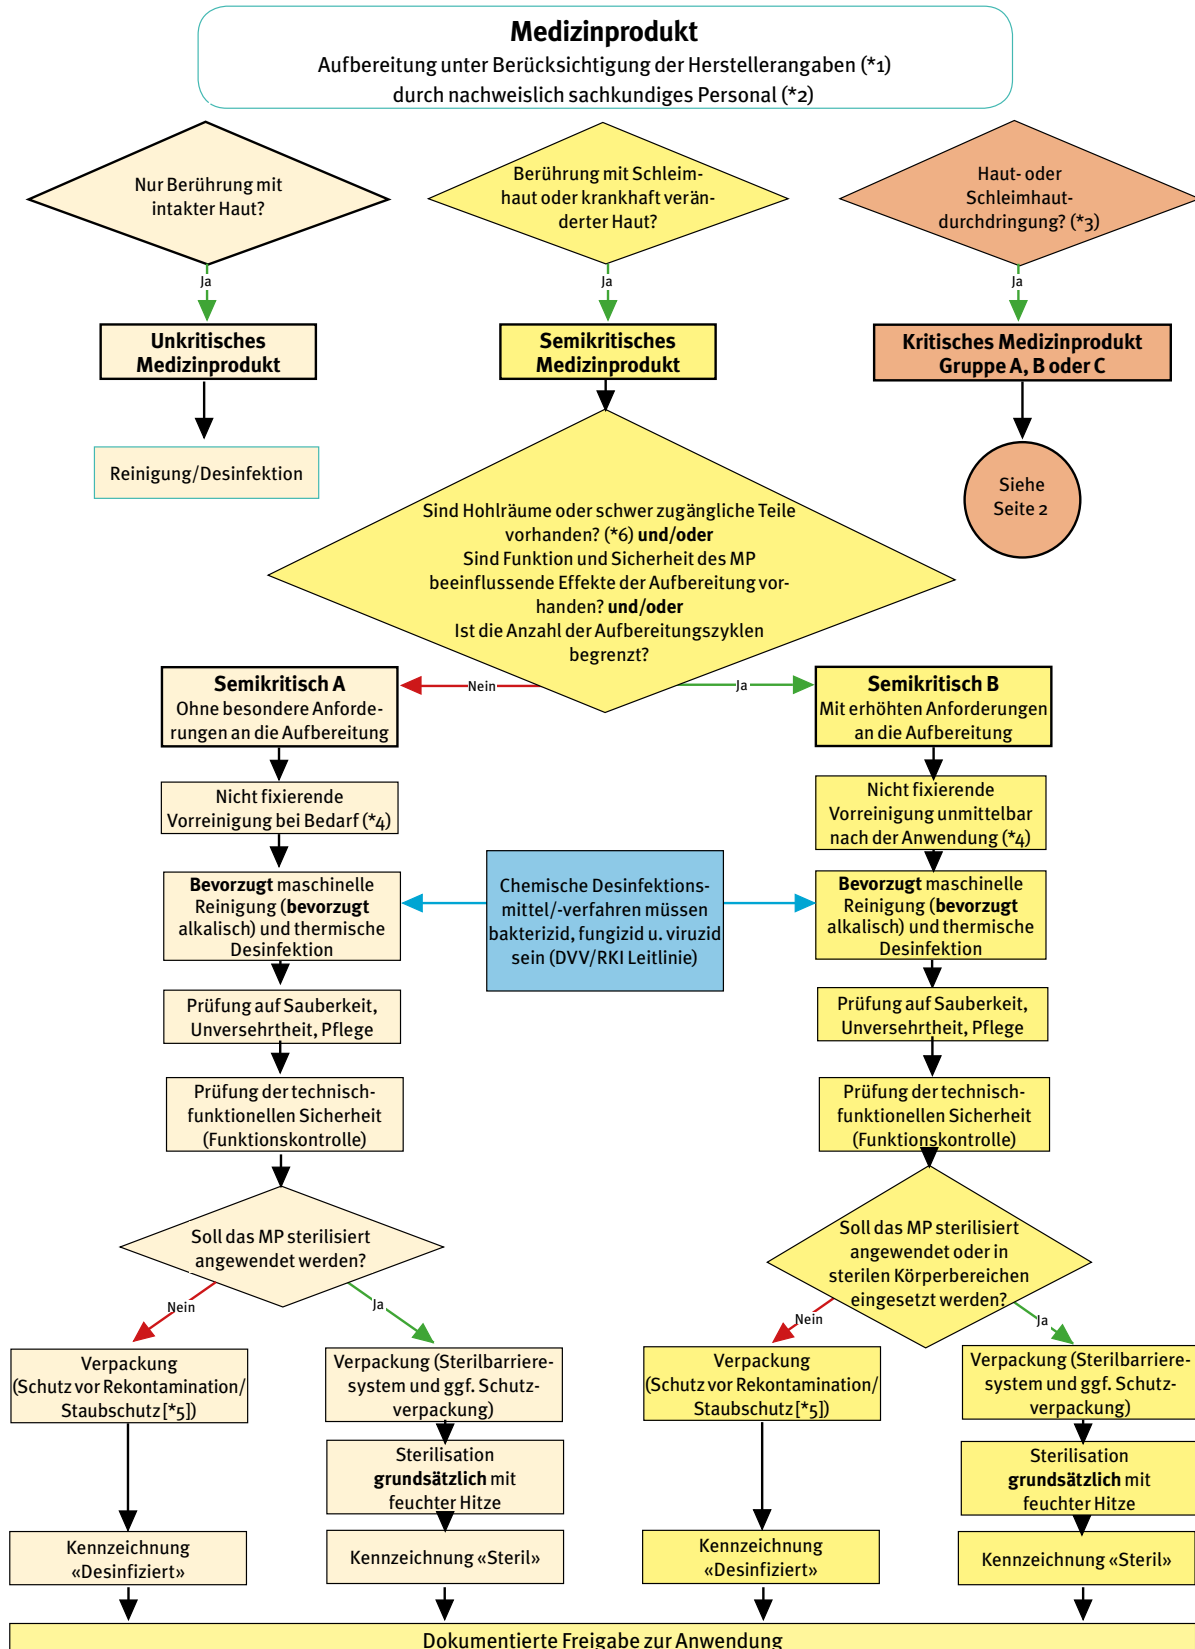 Medizinprodukt
Aufbereitung unter Berücksichtigung der Herstellerangaben (*1)
durch nachweislich sachkundiges Personal (*2)
Nur Berührung mit
intakter Haut?
Berührung mit Schleim-
haut oder krankhaft verän-
derter Haut?
Haut- oder
Schleimhaut-
durchdringung? (*3)
Ja
Ja
Ja
Unkritisches
Medizinprodukt
Semikritisches
Medizinprodukt
Kritisches Medizinprodukt
Gruppe A, B oder C
Reinigung/Desinfektion
Siehe
Seite 2
Sind Hohlräume oder schwer zugängliche Teile
vorhanden? (*6) und/oder
Sind Funktion und Sicherheit des MP
beeinflussende Effekte der Aufbereitung vor-
handen? und/oder
Ist die Anzahl der Aufbereitungszyklen
begrenzt?
Nein
Ja
Semikritisch A
Ohne besondere Anforde-
rungen an die Aufbereitung
Semikritisch B
Mit erhöhten Anforderungen
an die Aufbereitung
Nicht fixierende
Vorreinigung bei Bedarf (*4)
Nicht fixierende
Vorreinigung unmittelbar
nach der Anwendung (*4)
Bevorzugt maschinelle
Reinigung (bevorzugt
alkalisch) und thermische
Desinfektion
Chemische Desinfektions-
mittel/-verfahren müssen
bakterizid, fungizid u. viruzid
sein (DVV/RKI Leitlinie)
Bevorzugt maschinelle
Reinigung (bevorzugt
alkalisch) und thermische
Desinfektion
Prüfung auf Sauberkeit,
Unversehrtheit, Pflege
Prüfung auf Sauberkeit,
Unversehrtheit, Pflege
Prüfung der technisch-
funktionellen Sicherheit
(Funktionskontrolle)
Prüfung der technisch-
funktionellen Sicherheit
(Funktionskontrolle)
Soll das MP sterilisiert
angewendet werden?
Soll das MP sterilisiert
angewendet oder in
sterilen Körperbereichen
eingesetzt werden?
Nein
Ja
Nein
Ja
Verpackung
(Schutz vor Rekontamination/
Staubschutz [*5])
Verpackung (Sterilbarriere-
system und ggf. Schutz-
verpackung)
Verpackung
(Schutz vor Rekontamination/
Staubschutz [*5])
Verpackung (Sterilbarriere-
system und ggf. Schutz-
verpackung)
Sterilisation
grundsätzlich mit
feuchter Hitze
Sterilisation
grundsätzlich mit
feuchter Hitze
Kennzeichnung
«Desinfiziert»
Kennzeichnung «Steril»
Kennzeichnung
«Desinfiziert»
Kennzeichnung «Steril»
Dokumentierte Freigabe zur Anwendung